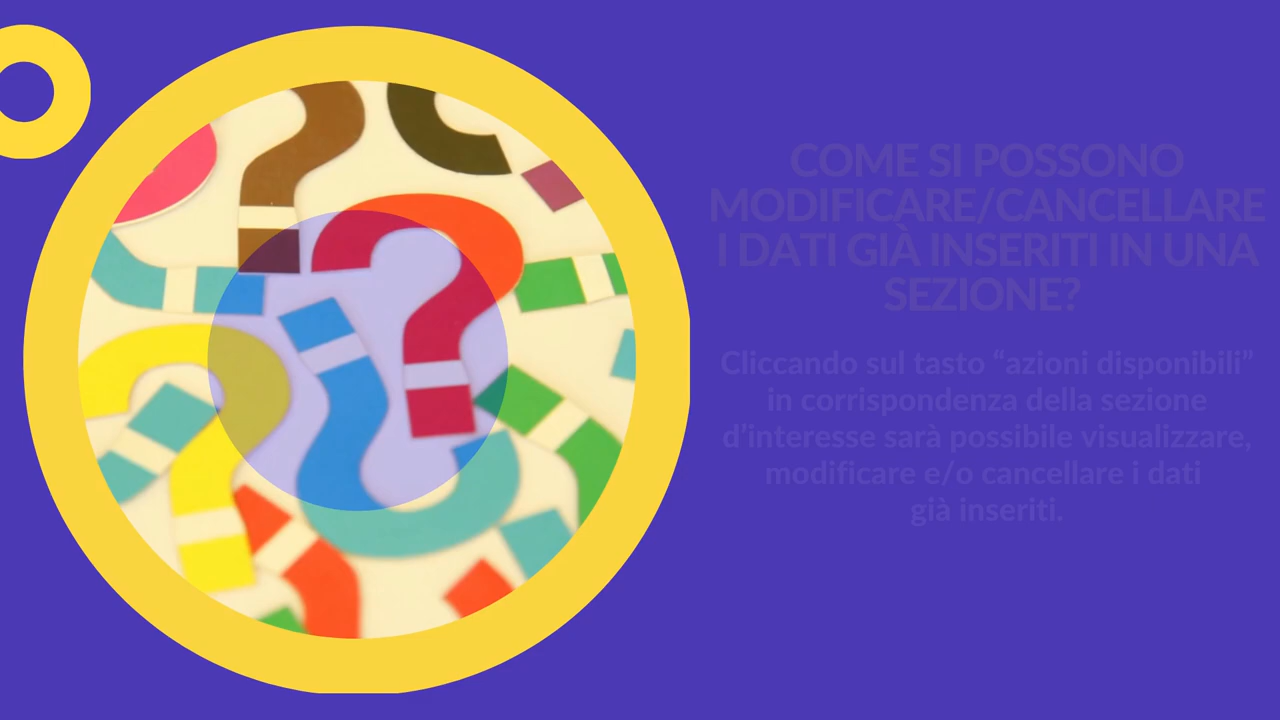 COME SI POSSONO
MODIFICARE/CANCELLARE
I DATI GIÀ INSERITI IN UNA
SEZIONE?
Cliccando sul tasto “azioni disponibili”
in corrispondenza della sezione
d’interesse sarà possibile visualizzare,
modificare e/o cancellare i dati
già inseriti.